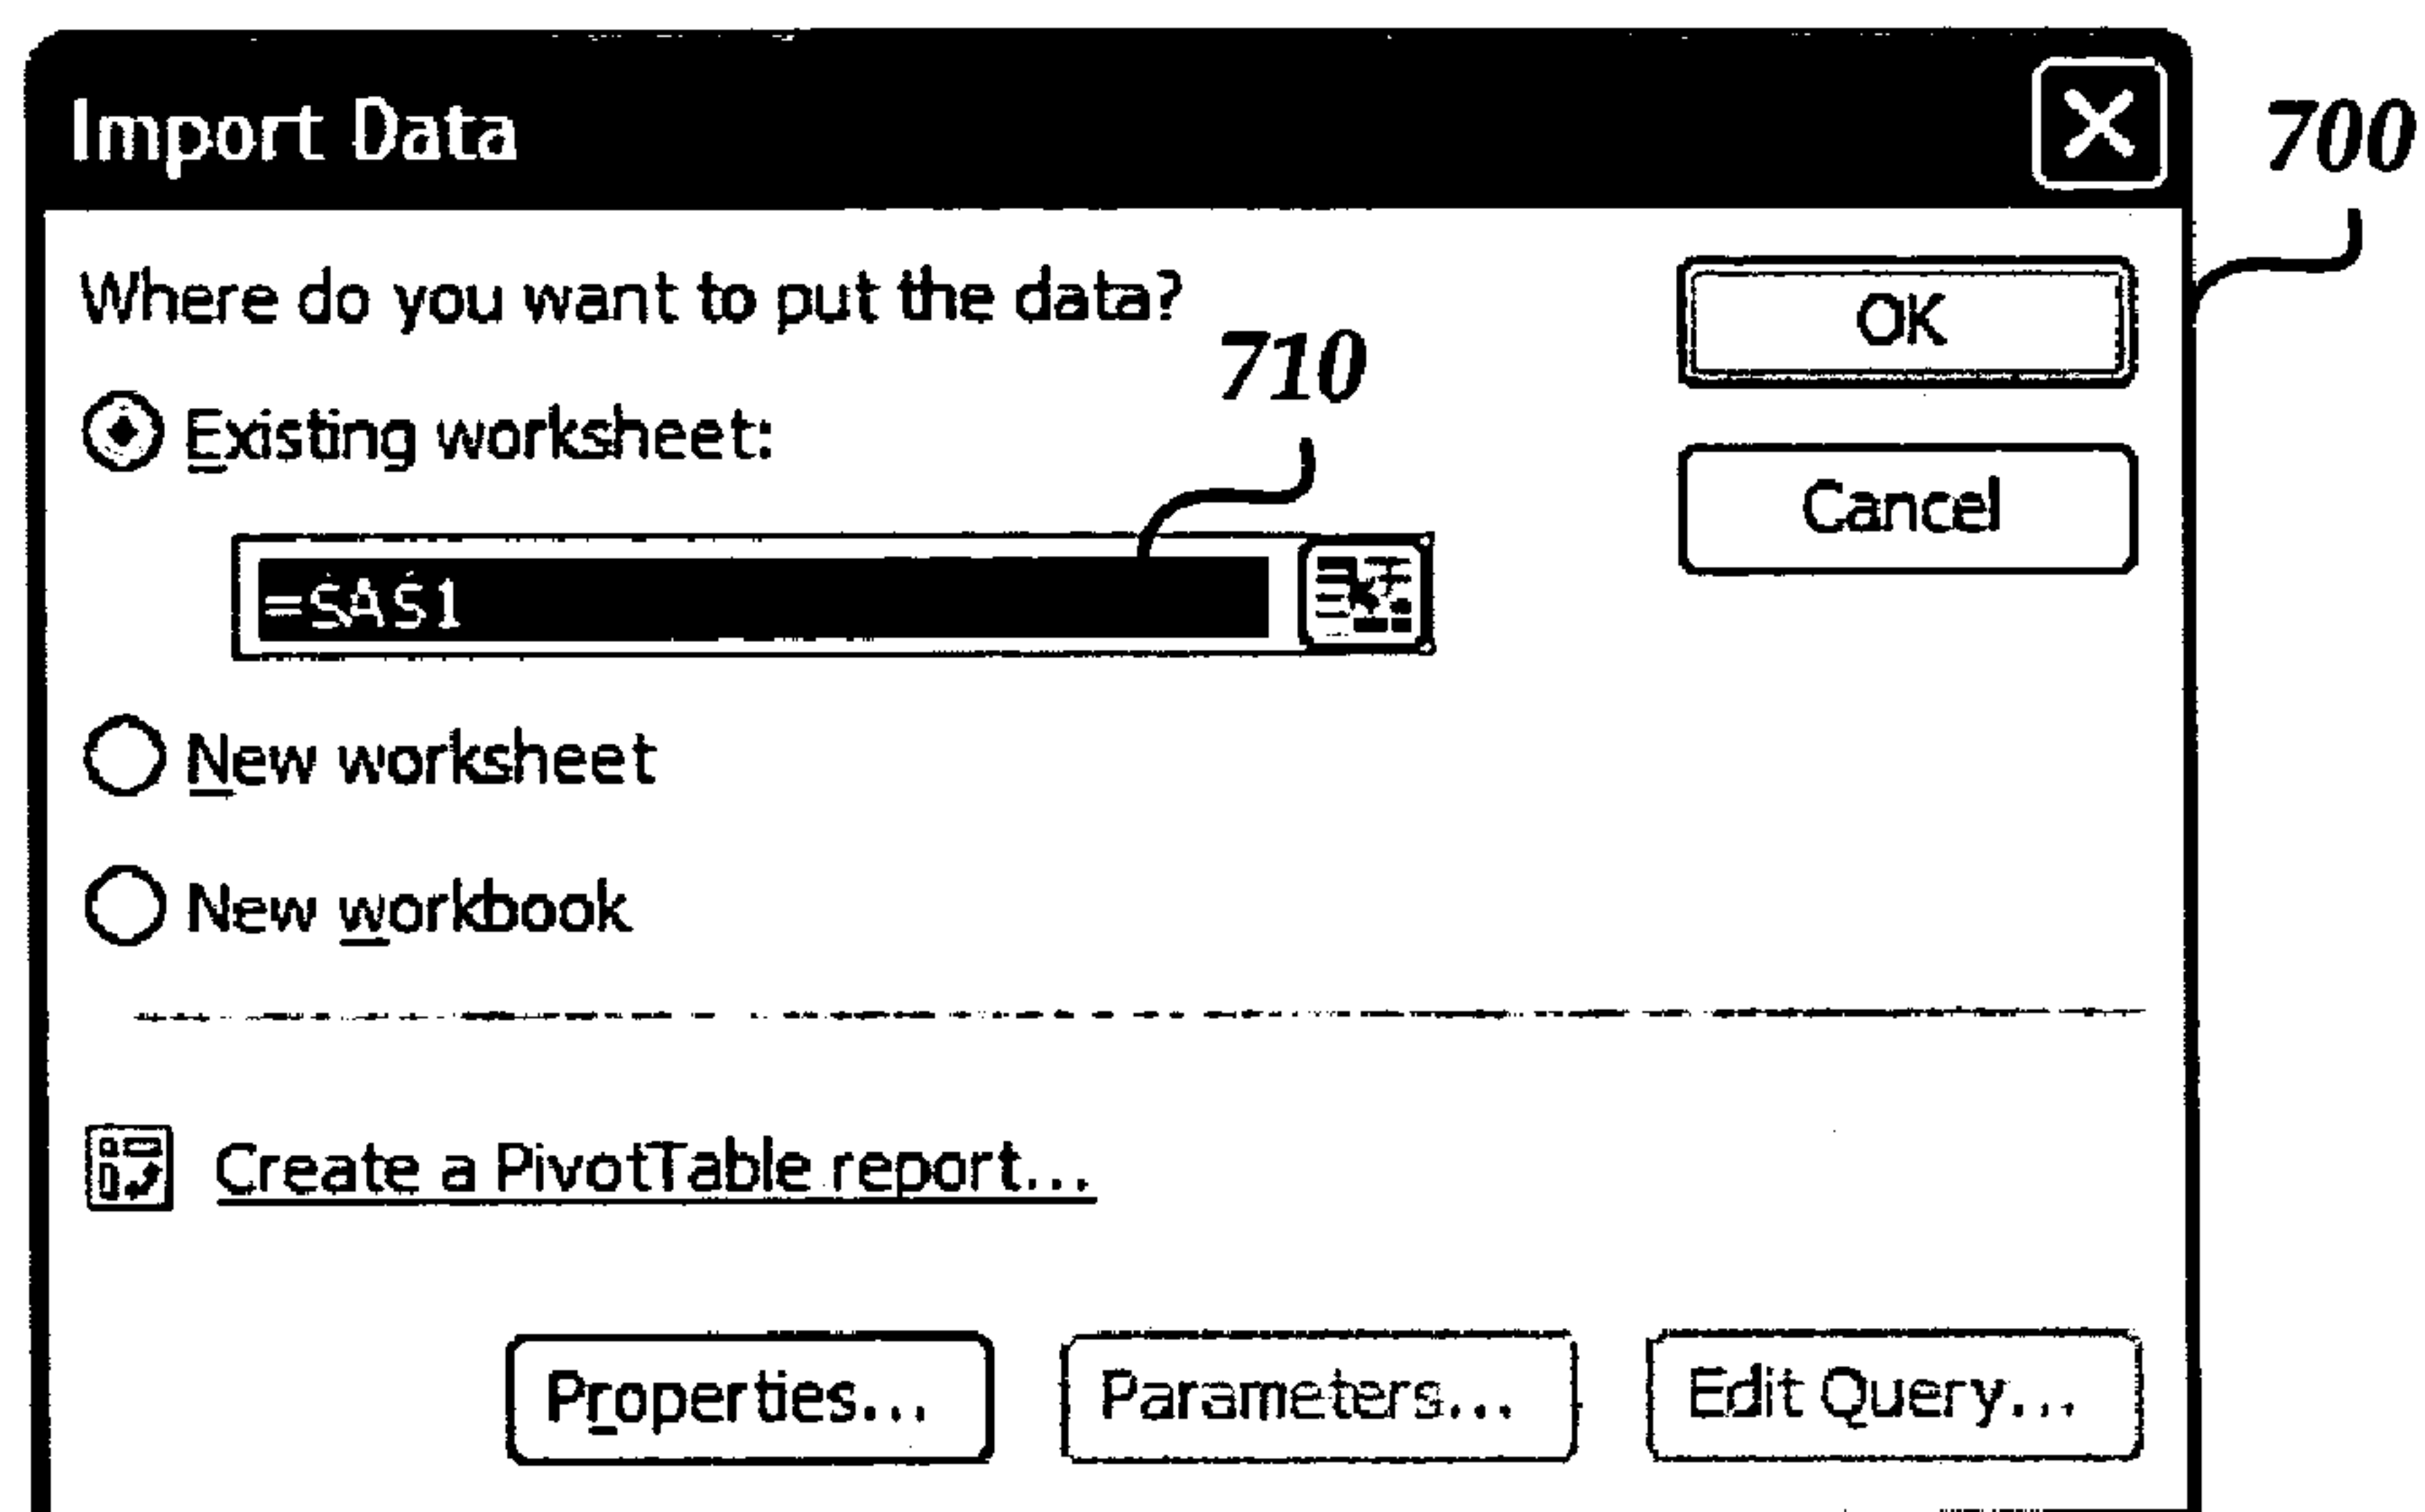 Import Data
700
Where do you want to put the data?
OK
710
Existing worksheet:
Cancel
=$A$1
New worksheet
New workbook
Create a PivotTable report...
Properties... Parameters... Edit Query...